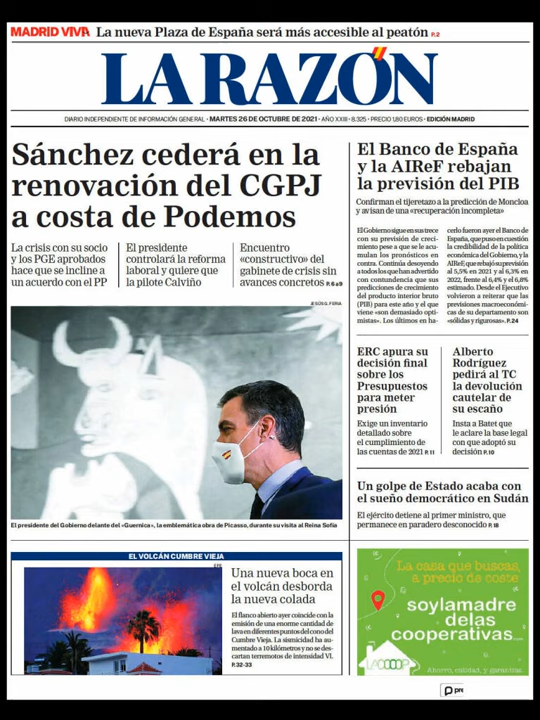 MADRID VIVA La nueva Plaza de España será más accesible al peatón P.2
LA RAZÓN
DIARIO INDEPENDIENTE DE INFORMACIÓN GENERAL · MARTES 26 DE OCTUBRE DE 2021 · AÑO XXIII · 8.325 · PRECIO 1,80 EUROS · EDICIÓN MADRID
Sánchez cederá en la
renovación del CGPJ
a costa de Podemos
La crisis con su socio
y los PGE aprobados
hace que se incline a
un acuerdo con el PP
El presidente
controlará la reforma
laboral y quiere que
la pilote Calviño
Encuentro
«constructivo» del
gabinete de crisis sin
avances concretos P. 6 a 9
El presidente del Gobierno delante del «Guernica», la emblemática obra de Picasso, durante su visita al Reina Sofía
El Banco de España
y la AIReF rebajan
la previsión del PIB
Confirman el tijeretazo a la predicción de Moncloa
y avisan de una «recuperación incompleta»
El Gobierno sigue en sus trece
con su previsión de creci-
miento pese a que se le acu-
mulan los pronósticos en
contra. Continúa desoyendo
a todos los que han advertido
con contundencia que sus
predicciones de crecimiento
del producto interior bruto
(PIB) para este año y el que
viene «son demasiado opti-
mistas». Los últimos en ha-
cerlo fueron ayer el Banco de
España, que puso en cuestión
la credibilidad de la política
económica del Gobierno, y la
AIReF que rebajó su previsión
al 5,5% en 2021 y al 6,3% en
2022, frente al 6,4% y el 6,8%
estimado. Desde el Ejecutivo
volvieron a reiterar que las
previsiones macroeconómi-
cas de su departamento son
«sólidas y rigurosas». P.24
ERC apura su
decisión final
sobre los
Presupuestos
para meter
presión
Exige un inventario
detallado sobre
el cumplimiento de
las cuentas de 2021 P. 11
Alberto
Rodríguez
pedirá al TC
la devolución
cautelar de
su escaño
Insta a Batet que
le aclare la base legal
con que adoptó su
decisión P. 10
Un golpe de Estado acaba con
el sueño democrático en Sudán
El ejército detiene al primer ministro, que
permanece en paradero desconocido P. 18
EL VOLCÁN CUMBRE VIEJA
EFE
Una nueva boca en
el volcán desborda
la nueva colada
El flanco abierto ayer coincide con la
emisión de una enorme cantidad de
lava en diferentes puntos del cono del
Cumbre Vieja. La sismicidad ha au-
mentado a 10 kilómetros y no se des-
cartan terremotos de intensidad VI.
P. 32-33
La casa que buscas,
a precio de coste
soylamadre
delas
cooperativas.com
LACOOOP
Ahorro, calidad, y garantías.
pre